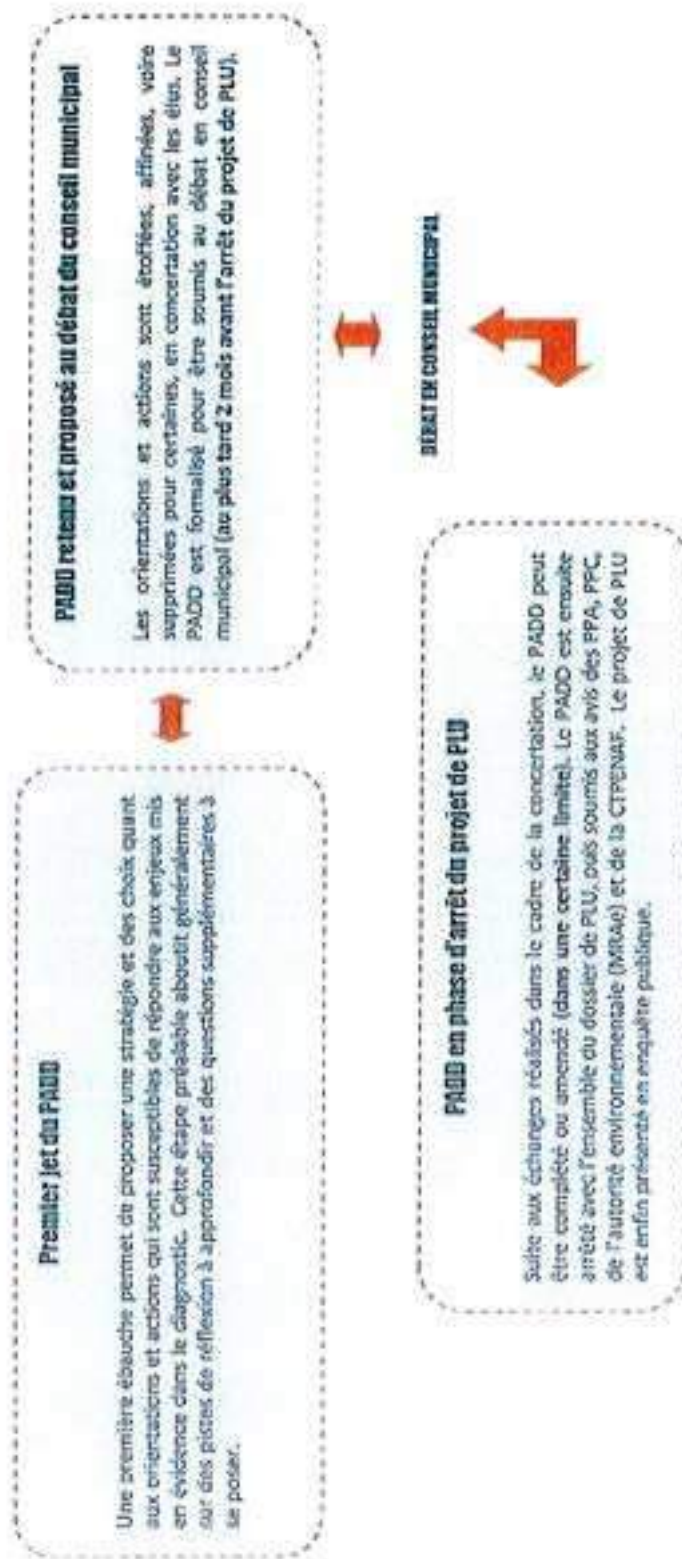 Premier jet du PADD
Une première ébauche permet de proposer une stratégie et des choix quant
aux orientations et actions qui sont susceptibles de répondre aux enjeux mis
en évidence dans le diagnostic. Cette étape préalable aboutit généralement
sur des pistes de réflexion à approfondir et des questions supplémentaires à
se poser.
PADD retenu et proposé au débat du conseil municipal
Les orientations et actions sont étoffées, affinées, voire
supprimées pour certaines, en concertation avec les élus. Le
PADD est formalisé pour être soumis au débat en conseil
municipal (au plus tard 2 mois avant l'arrêt du projet de PLU).
DÉBAT EN CONSEIL MUNICIPAL
PADD en phase d'arrêt du projet de PLU
Suite aux échanges réalisés dans le cadre de la concertation, le PADD peut
être complété ou amendé (dans une certaine limite). Le PADD est ensuite
arrêté avec l'ensemble du dossier de PLU, puis soumis aux avis des PPA, PPC,
de l'autorité environnementale (MRAe) et de la CTPENAF. Le projet de PLU
est enfin présenté en enquête publique.